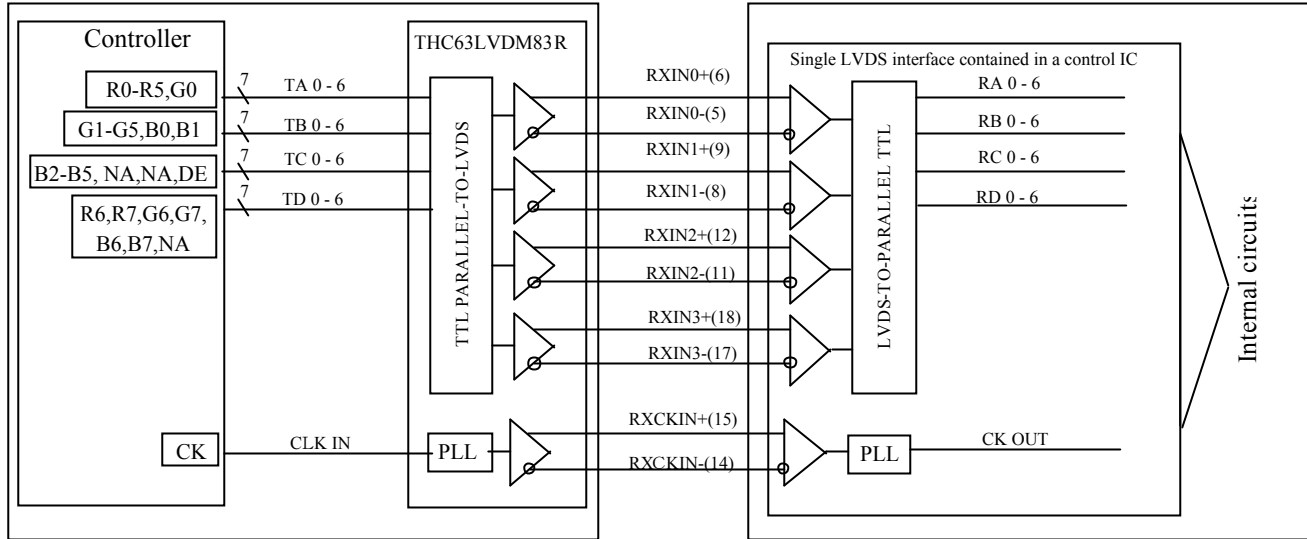 Controller
R0-R5,G0
G1-G5,B0,B1
B2-B5, NA,NA,DE
R6,R7,G6,G7,
B6,B7,NA
CK
7
TA 0 - 6
7
TB 0 - 6
7
TC 0 - 6
7
TD 0 - 6
CLK IN
THC63LVDM83R
TTL PARALLEL-TO-LVDS
PLL
RXIN0+(6)
RXIN0-(5)
RXIN1+(9)
RXIN1-(8)
RXIN2+(12)
RXIN2-(11)
RXIN3+(18)
RXIN3-(17)
RXCKIN+(15)
RXCKIN-(14)
Single LVDS interface contained in a control IC
LVDS-TO-PARALLEL TTL
PLL
RA 0 - 6
RB 0 - 6
RC 0 - 6
RD 0 - 6
CK OUT
Internal circuits